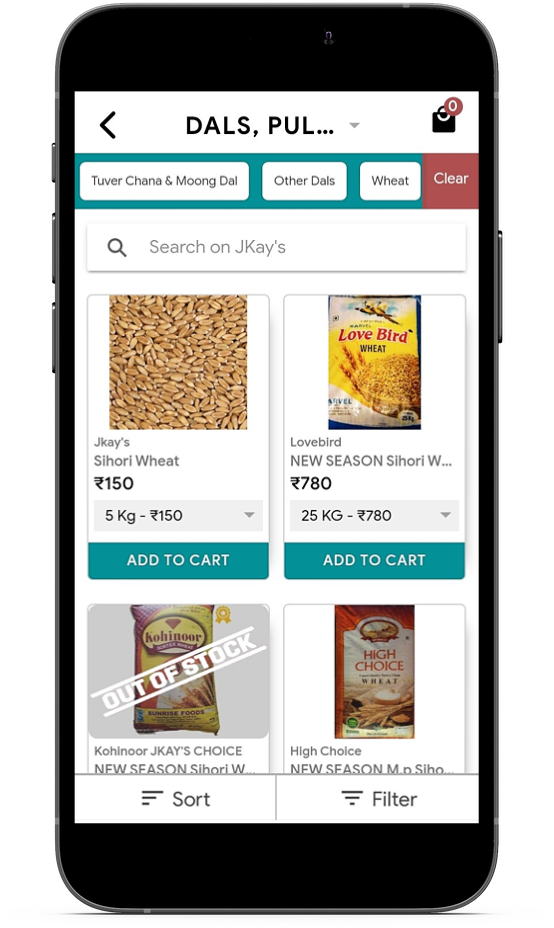 DALS, PUL...
0
Tuver Chana & Moong Dal
Other Dals
Wheat
Clear
Search on JKay's
Love Bird
WHEAT
25Kg
Jkay's
Sihori Wheat
₹150
5 Kg - ₹150
ADD TO CART
Lovebird
NEW SEASON Sihori W...
₹780
25 KG - ₹780
ADD TO CART
Kohinoor
SUNRISE FOODS
OUT OF STOCK
HIGH
CHOICE
WHEAT
Kohinoor JKAY'S CHOICE
NEW SEASON Sihori W...
High Choice
NEW SEASON M.p Siho...
Sort
Filter